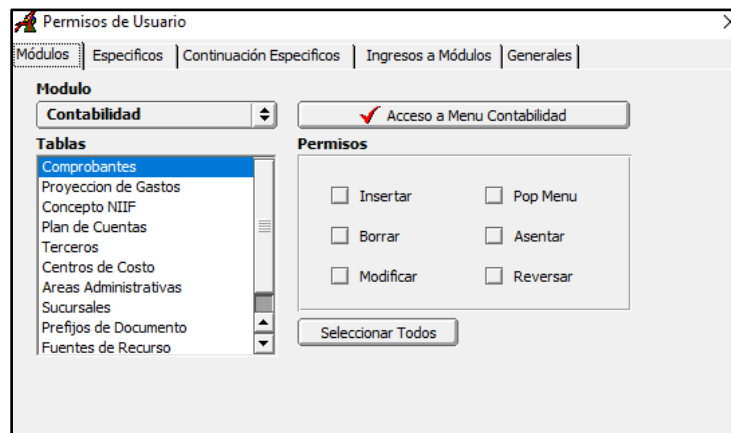 Permisos de Usuario
Módulos Especificos Continuación Especificos Ingresos a Módulos Generales
Modulo
Contabilidad
Acceso a Menu Contabilidad
Tablas
Permisos
Comprobantes
Proyeccion de Gastos
Concepto NIIF
Plan de Cuentas
Terceros
Centros de Costo
Areas Administrativas
Sucursales
Prefijos de Documento
Fuentes de Recurso
Insertar Pop Menu
Borrar Asentar
Modificar Reversar
Seleccionar Todos